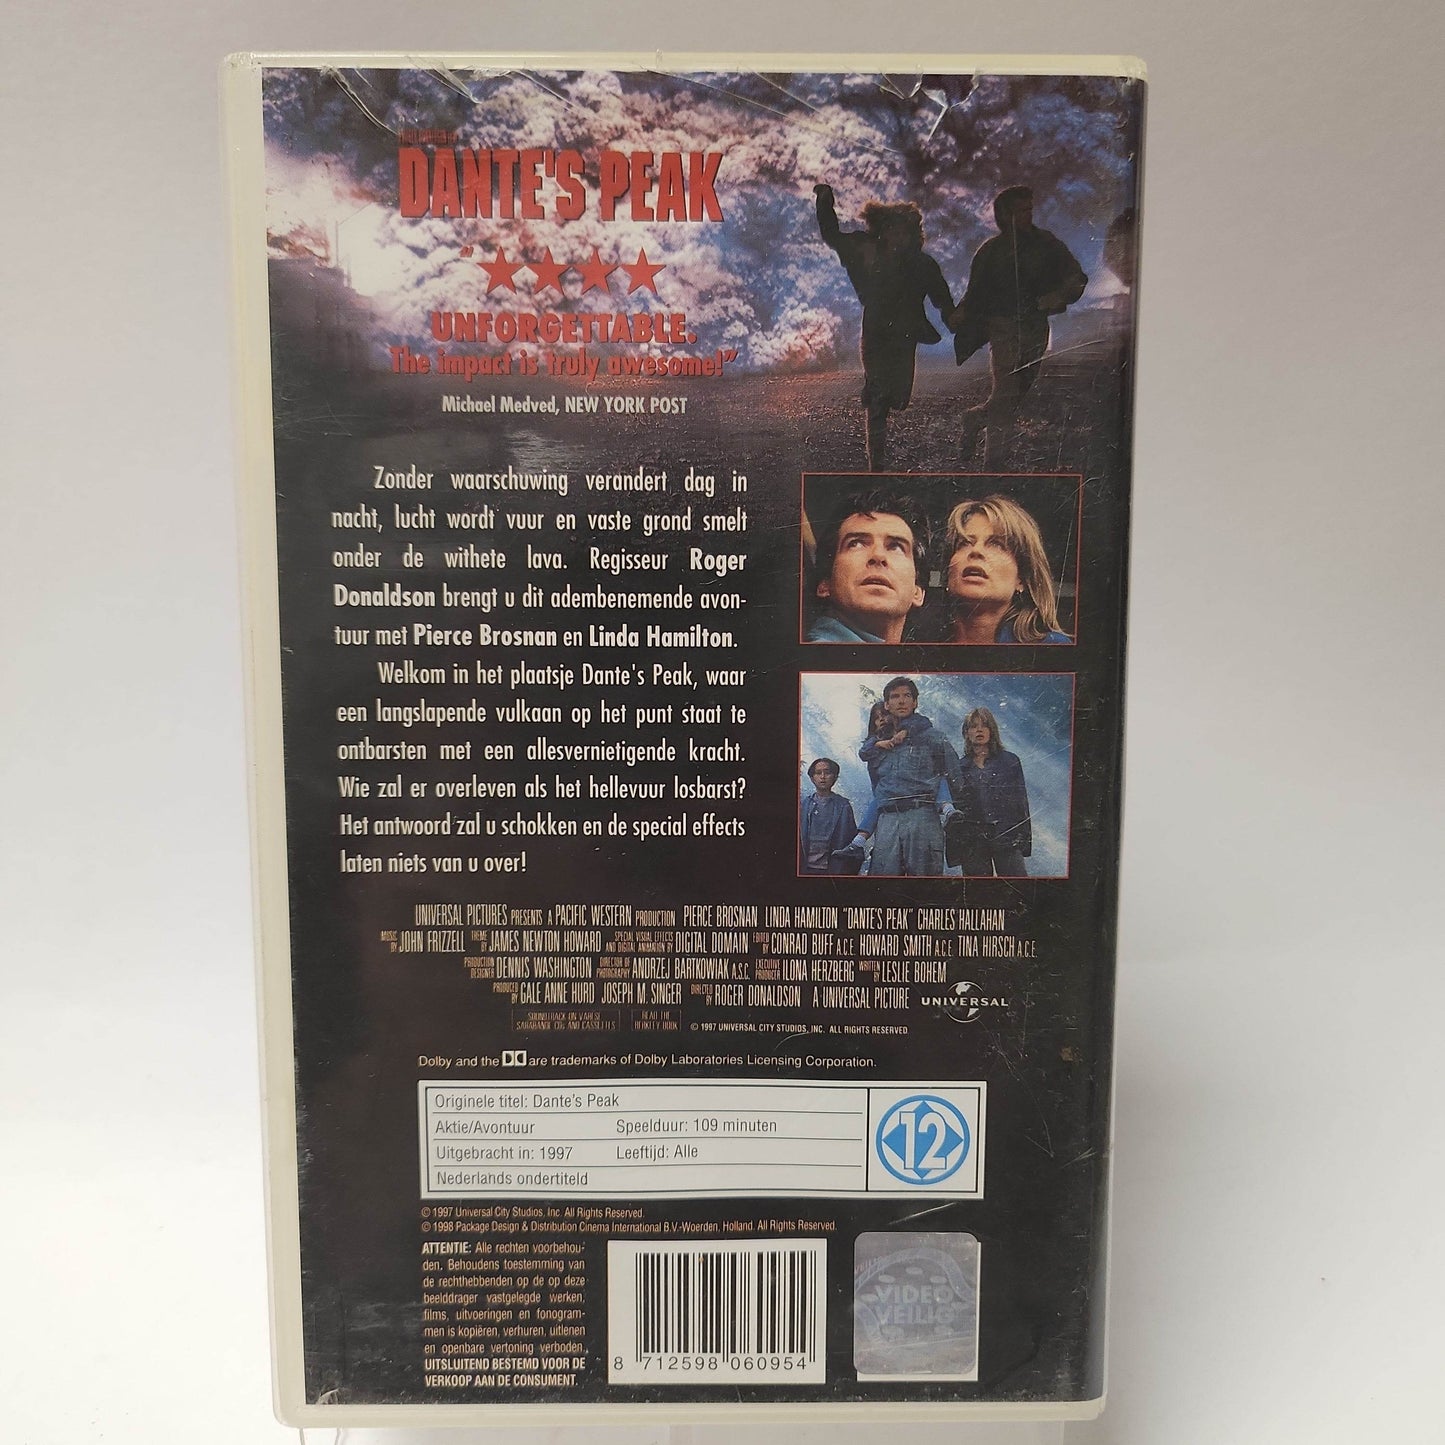 DANTE'S PEAK
"★★★★
UNFORGETTABLE.
The impact is truly awesome!"
Michael Medved, NEW YORK POST
Zonder waarschuwing verandert dag in
nacht, lucht wordt vuur en vaste grond smelt
onder de withete lava. Regisseur Roger
Donaldson brengt u dit adembenemende avon-
tuur met Pierce Brosnan en Linda Hamilton.
Welkom in het plaatsje Dante's Peak, waar
een langslapende vulkaan op het punt staat te
ontbarsten met een allesvernietigende kracht.
Wie zal er overleven als het hellevuur losbarst?
Het antwoord zal u schokken en de special effects
laten niets van u over!
UNIVERSAL PICTURES PRESENTS A PACIFIC WESTERN PRODUCTION PIERCE BROSNAN LINDA HAMILTON "DANTE'S PEAK" CHARLES HALLAHAN
MUSIC BY JOHN FRIZZELL THEME BY JAMES NEWTON HOWARD SPECIAL VISUAL EFFECTS AND DIGITAL ANIMATION BY DIGITAL DOMAIN EDITED BY CONRAD BUFF A.C.E. HOWARD SMITH A.C.E. TINA HIRSCH A.C.E.
PRODUCTION DESIGNER DENNIS WASHINGTON DIRECTOR OF PHOTOGRAPHY ANDRZEJ BARTKOWIAK A.S.C. EXECUTIVE PRODUCER ILONA HERZBERG WRITTEN BY LESLIE BOHEM
PRODUCED BY GALE ANNE HURD JOSEPH M. SINGER DIRECTED BY ROGER DONALDSON A UNIVERSAL PICTURE
UNIVERSAL
SOUNDTRACK ON VARESE SARABANDE CDs AND CASSETTES READ THE BERKLEY BOOK © 1997 UNIVERSAL CITY STUDIOS, INC. ALL RIGHTS RESERVED.
Dolby and the DD are trademarks of Dolby Laboratories Licensing Corporation.
Originele titel: Dante's Peak
Aktie/Avontuur Speelduur: 109 minuten
Uitgebracht in: 1997 Leeftijd: Alle
Nederlands ondertiteld
12
© 1997 Universal City Studios, Inc. All Rights Reserved.
© 1998 Package Design & Distribution Cinema International B.V.-Woerden, Holland. All Rights Reserved.
ATTENTIE: Alle rechten voorbehou-
den. Behoudens toestemming van
de rechthebbenden op de op deze
beelddrager vastgelegde werken,
films, uitvoeringen en fonogram-
men is kopiëren, verhuren, uitlenen
en openbare vertoning verboden.
UITSLUITEND BESTEMD VOOR DE
VERKOOP AAN DE CONSUMENT.
8 712598 060954
VIDEO
VEILIG